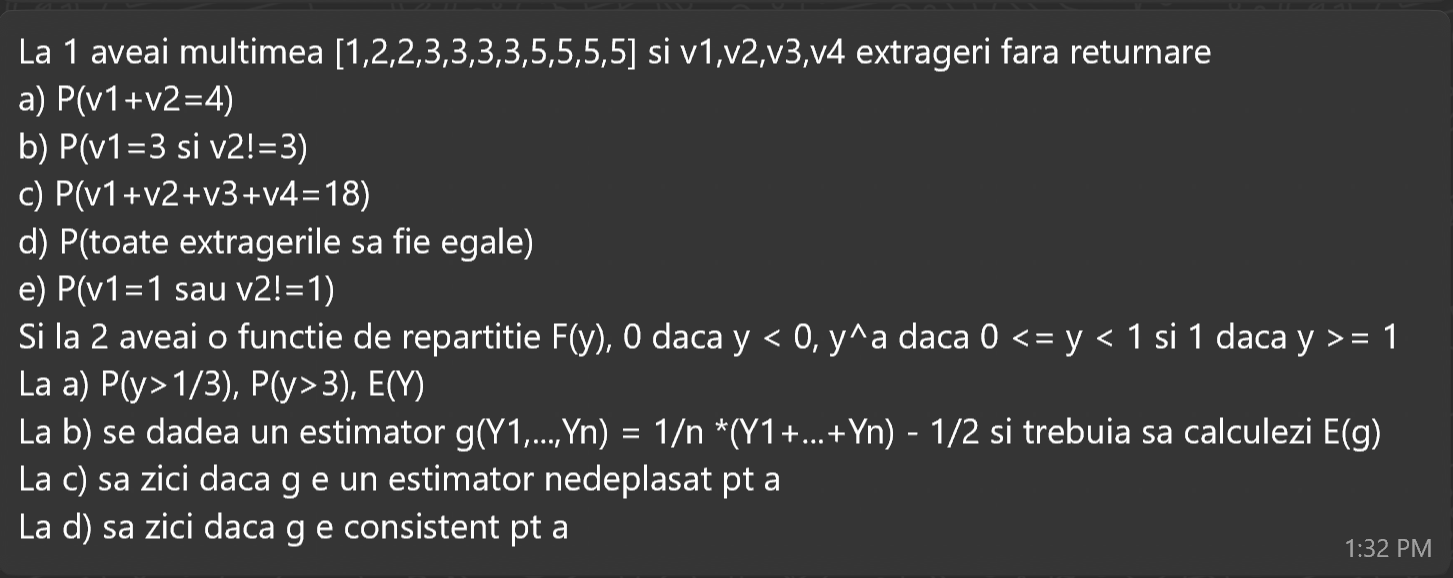 La 1 aveai multimea [1,2,2,3,3,3,3,5,5,5,5] si v1,v2,v3,v4 extrageri fara returnare
a) P(v1+v2=4)
b) P(v1=3 si v2!=3)
c) P(v1+v2+v3+v4=18)
d) P(toate extragerile sa fie egale)
e) P(v1=1 sau v2!=1)
Si la 2 aveai o functie de repartitie F(y), 0 daca y < 0, y^a daca 0 <= y < 1 si 1 daca y >= 1
La a) P(y>1/3), P(y>3), E(Y)
La b) se dadea un estimator g(Y1,...,Yn) = 1/n *(Y1+...+Yn) - 1/2 si trebuia sa calculezi E(g)
La c) sa zici daca g e un estimator nedeplasat pt a
La d) sa zici daca g e consistent pt a
1:32 PM